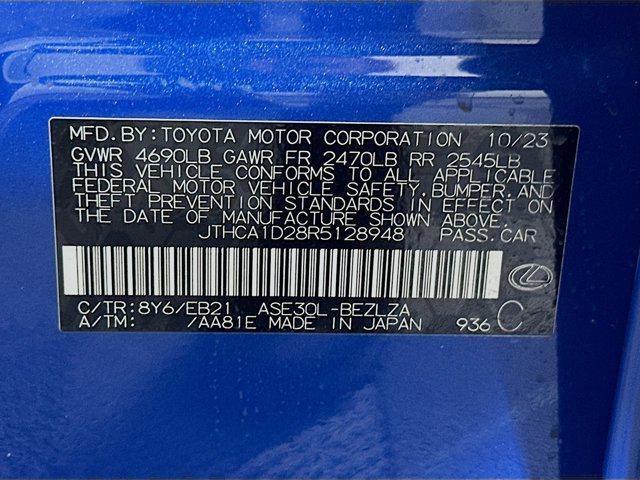 MFD. BY: TOYOTA MOTOR CORPORATION 10/23
GVWR 4690LB GAWR FR 2470LB RR 2545LB
THIS VEHICLE CONFORMS TO ALL APPLICABLE
FEDERAL MOTOR VEHICLE SAFETY, BUMPER, AND
THEFT PREVENTION STANDARDS IN EFFECT ON
THE DATE OF MANUFACTURE SHOWN ABOVE.
JTHCA1D28R5128948 PASS. CAR
C/TR: 8Y6/EB21 ASE30L-BEZLZA
A/TM: /AA81E MADE IN JAPAN 936 C